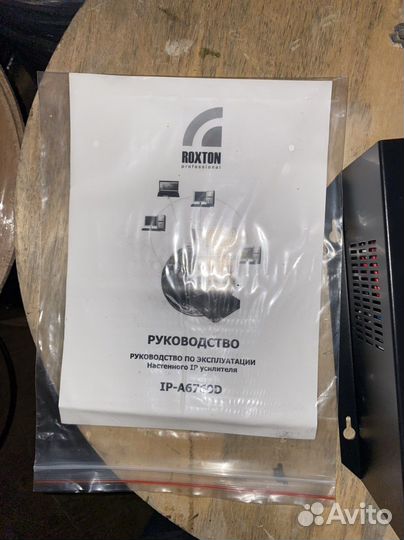 ROXTON
professional
РУКОВОДСТВО
РУКОВОДСТВО ПО ЭКСПЛУАТАЦИИ
Настенного IP усилителя
Avito